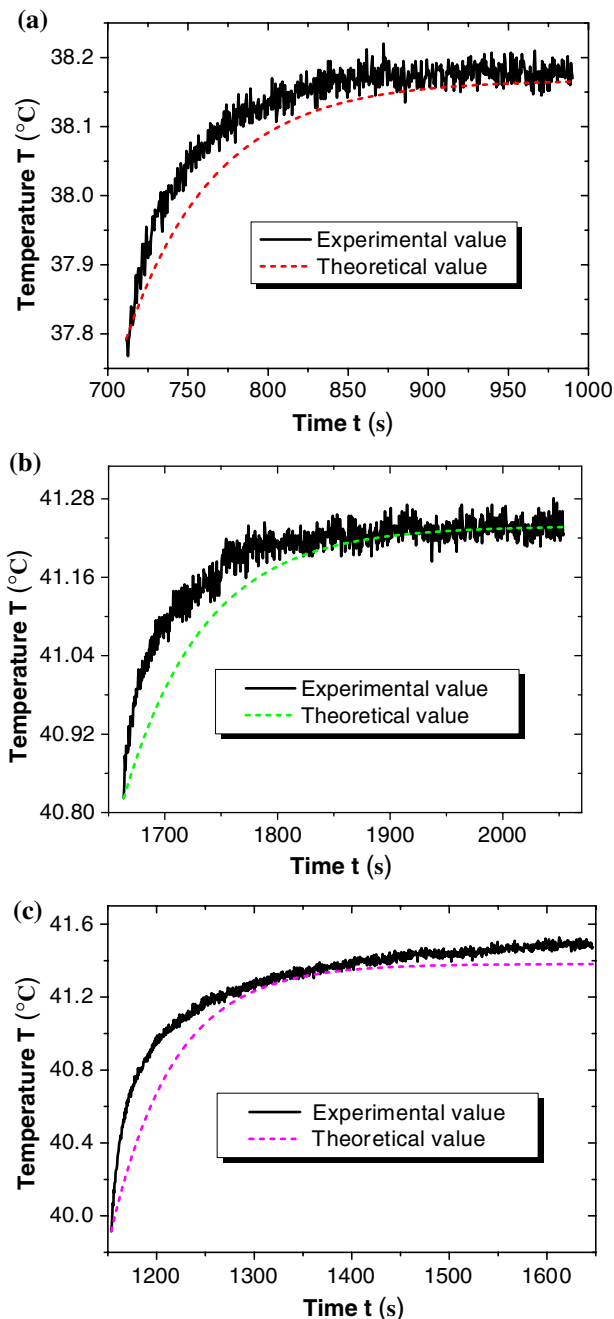 (a)
38.2
38.1
38.0
37.9
37.8
Temperature T (°C)
Experimental value
Theoretical value
700 750 800 850 900 950 1000
Time t (s)
(b)
41.28
41.16
41.04
40.92
40.80
Temperature T (°C)
Experimental value
Theoretical value
1700 1800 1900 2000
Time t (s)
(c)
41.6
41.2
40.8
40.4
40.0
Temperature T (°C)
Experimental value
Theoretical value
1200 1300 1400 1500 1600
Time t (s)